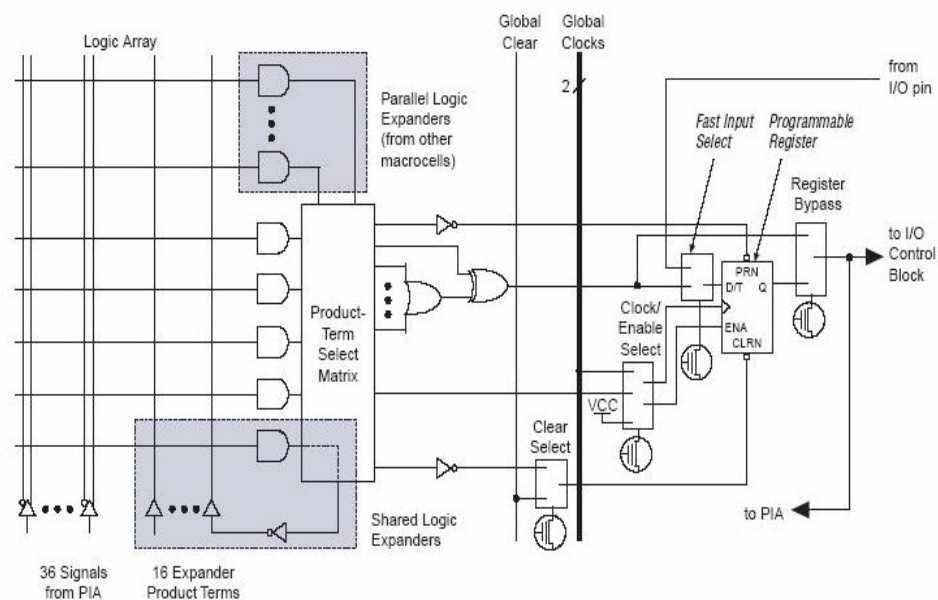 Logic Array
Global
Clear
Global
Clocks
2
from
I/O pin
Parallel Logic
Expanders
(from other
macrocells)
Fast Input
Select
Programmable
Register
Register
Bypass
to I/O
Control
Block
PRN
D/T Q
ENA
CLRN
Clock/
Enable
Select
Product-
Term
Select
Matrix
VCC
Clear
Select
to PIA
Shared Logic
Expanders
36 Signals
from PIA
16 Expander
Product Terms